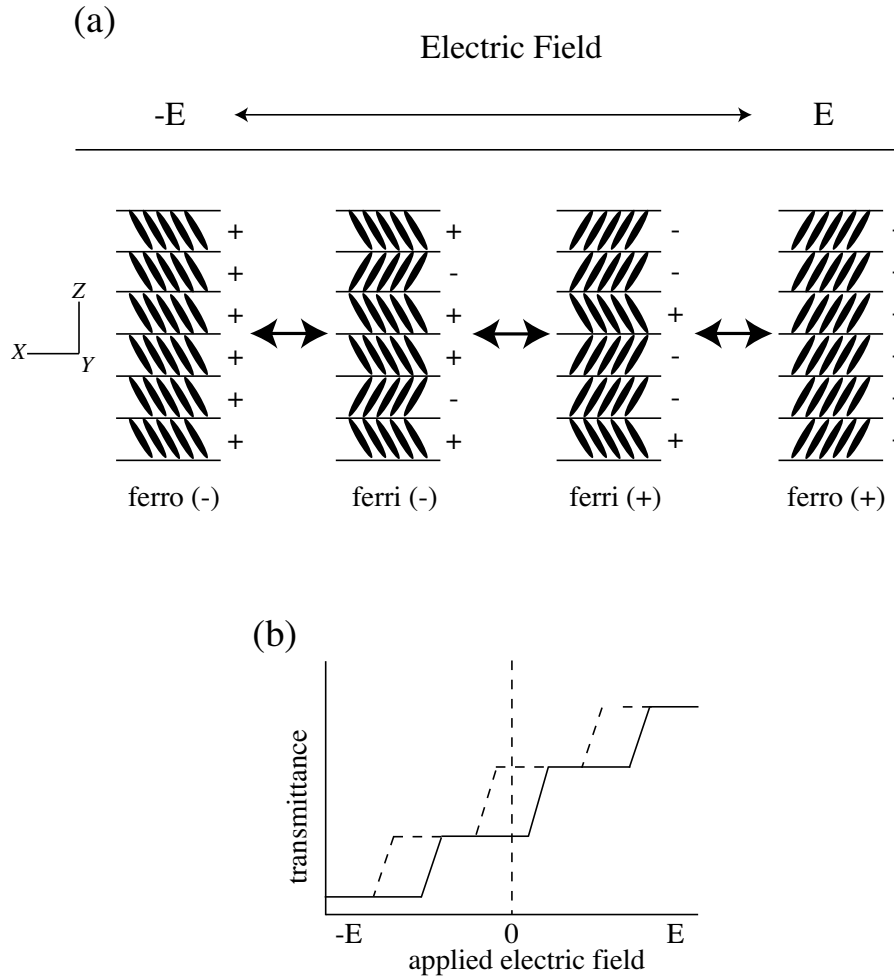 (a)
Electric Field
-E E
+ + -
+ - -
Z
+ + +
X
Y
+ + -
+ - -
+ + +
ferro (-) ferri (-) ferri (+) ferro (+)
(b)
transmittance
-E 0 E
applied electric field